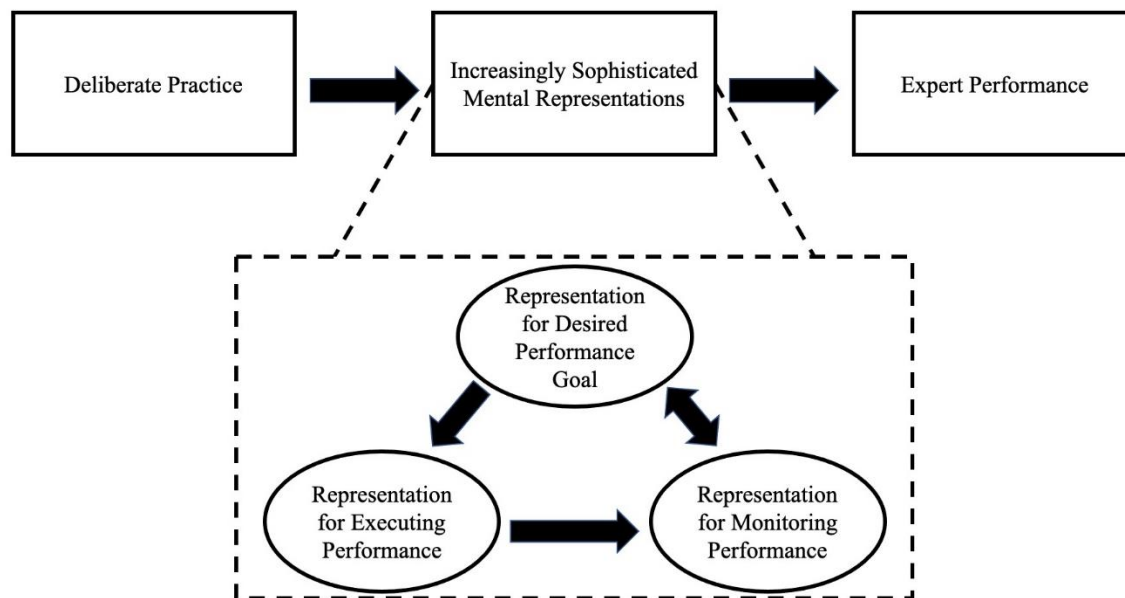 Deliberate Practice
Increasingly Sophisticated
Mental Representations
Expert Performance
Representation
for Desired
Performance
Goal
Representation
for Executing
Performance
Representation
for Monitoring
Performance